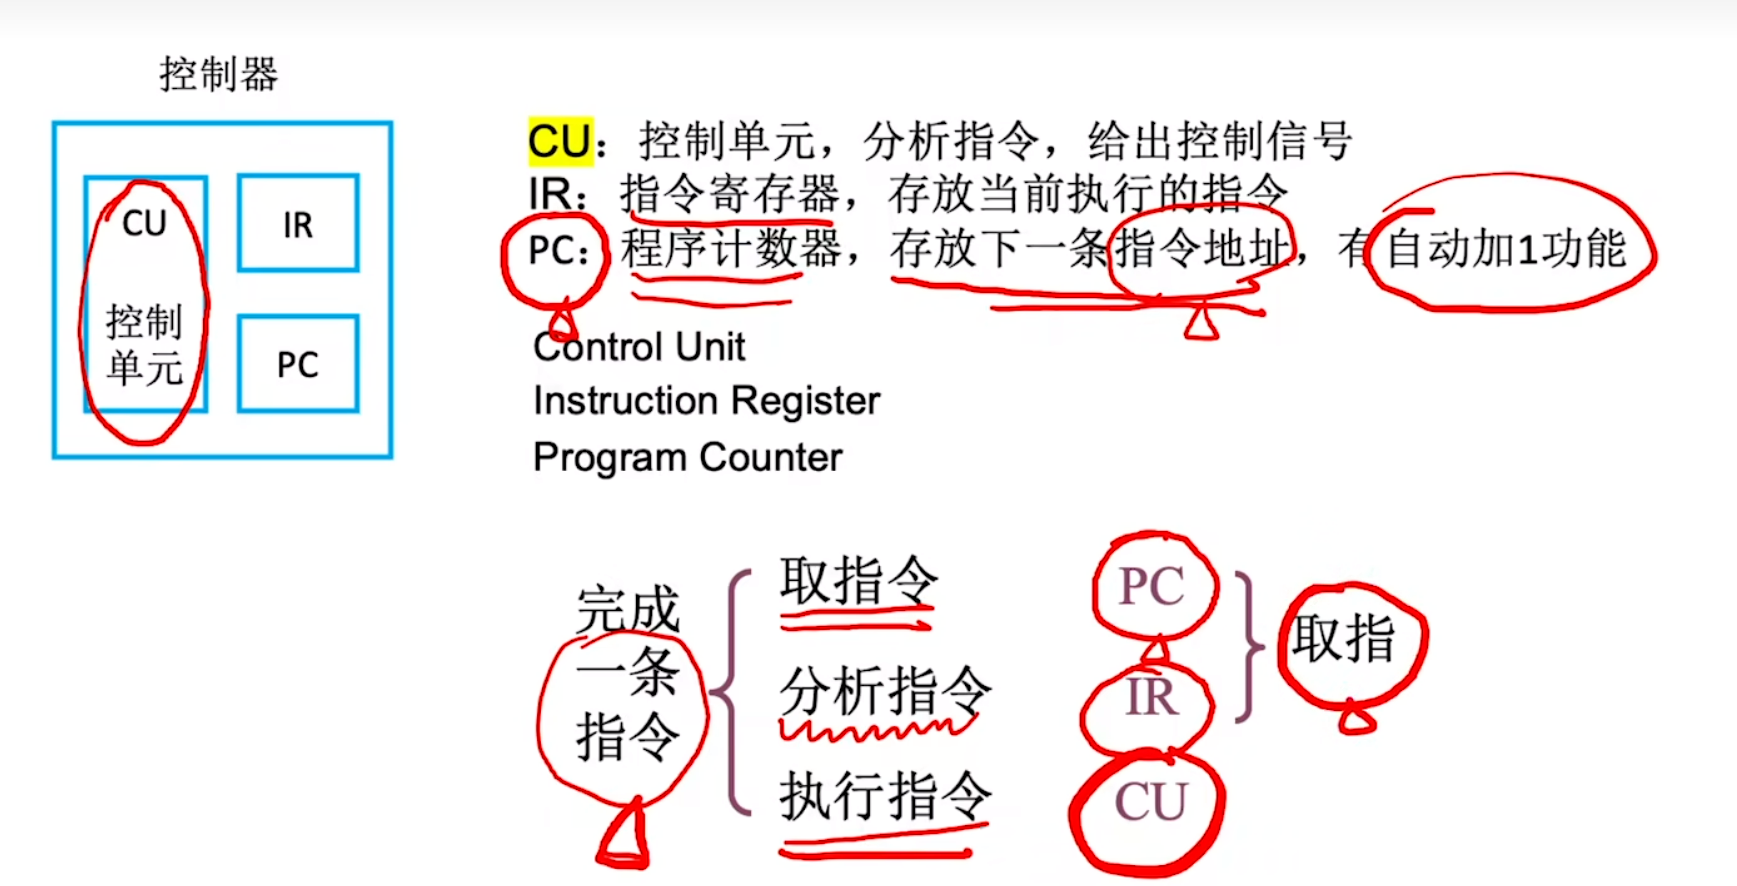 控制器
CU
控制
单元
IR
PC
CU：控制单元，分析指令，给出控制信号
IR：指令寄存器，存放当前执行的指令
PC：程序计数器，存放下一条指令地址，有自动加1功能
Control Unit
Instruction Register
Program Counter
完成
一条
指令
取指令
分析指令
执行指令
PC
IR
CU
取指